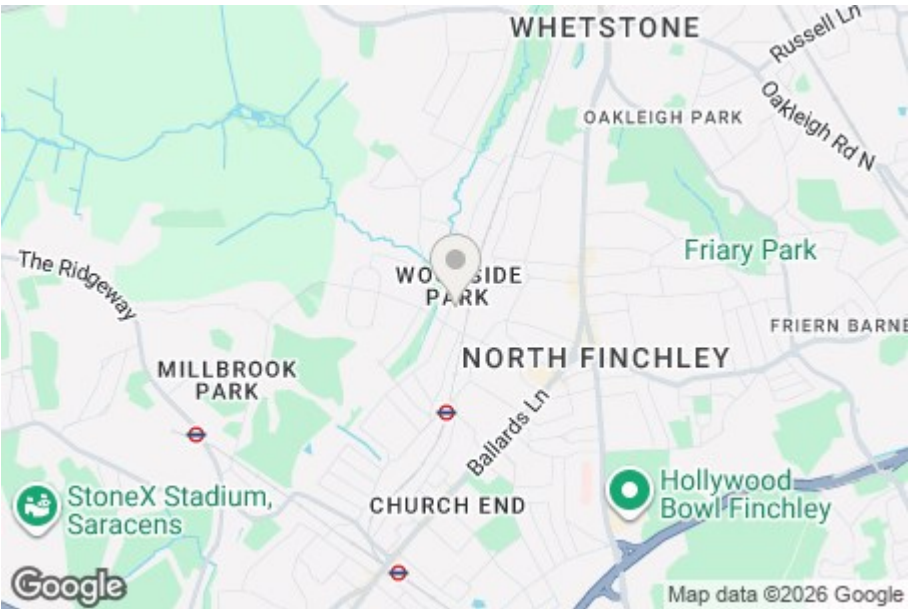 WHETSTONE
Russell Ln
OAKLEIGH PARK
Oakleigh Rd N
Friary Park
The Ridgeway
PARK
FRIERN BARNE
NORTH FINCHLEY
MILLBROOK
PARK
Ballards Ln
Hollywood
Bowl Finchley
StoneX Stadium,
Saracens
CHURCH END
Google
Map data ©2026 Google